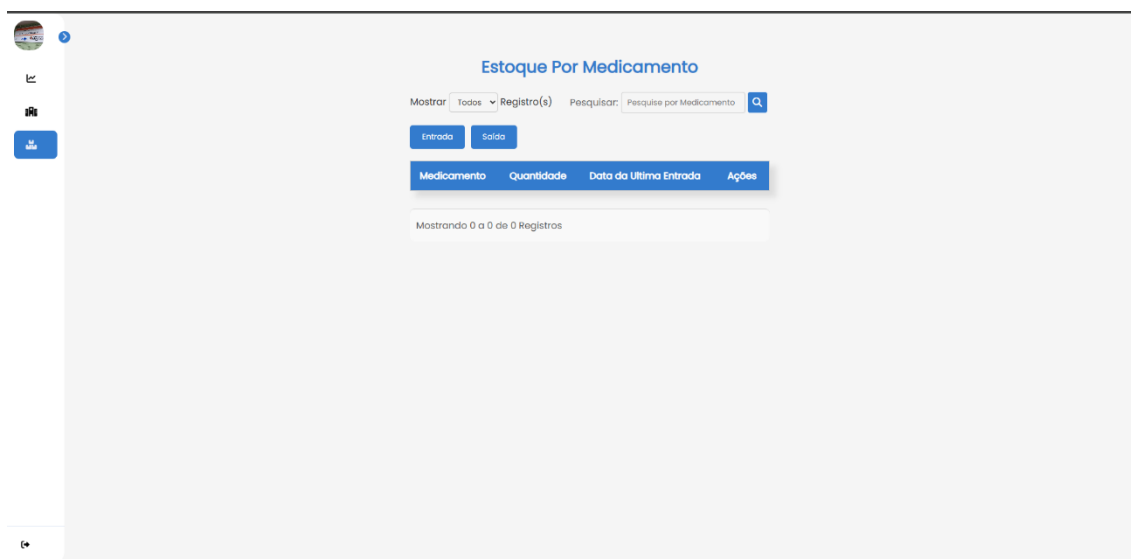 Estoque Por Medicamento
Mostrar Todos Registro(s) Pesquisar: Pesquise por Medicamento
Entrada Saída
Medicamento Quantidade Data da Ultima Entrada Ações
Mostrando 0 a 0 de 0 Registros